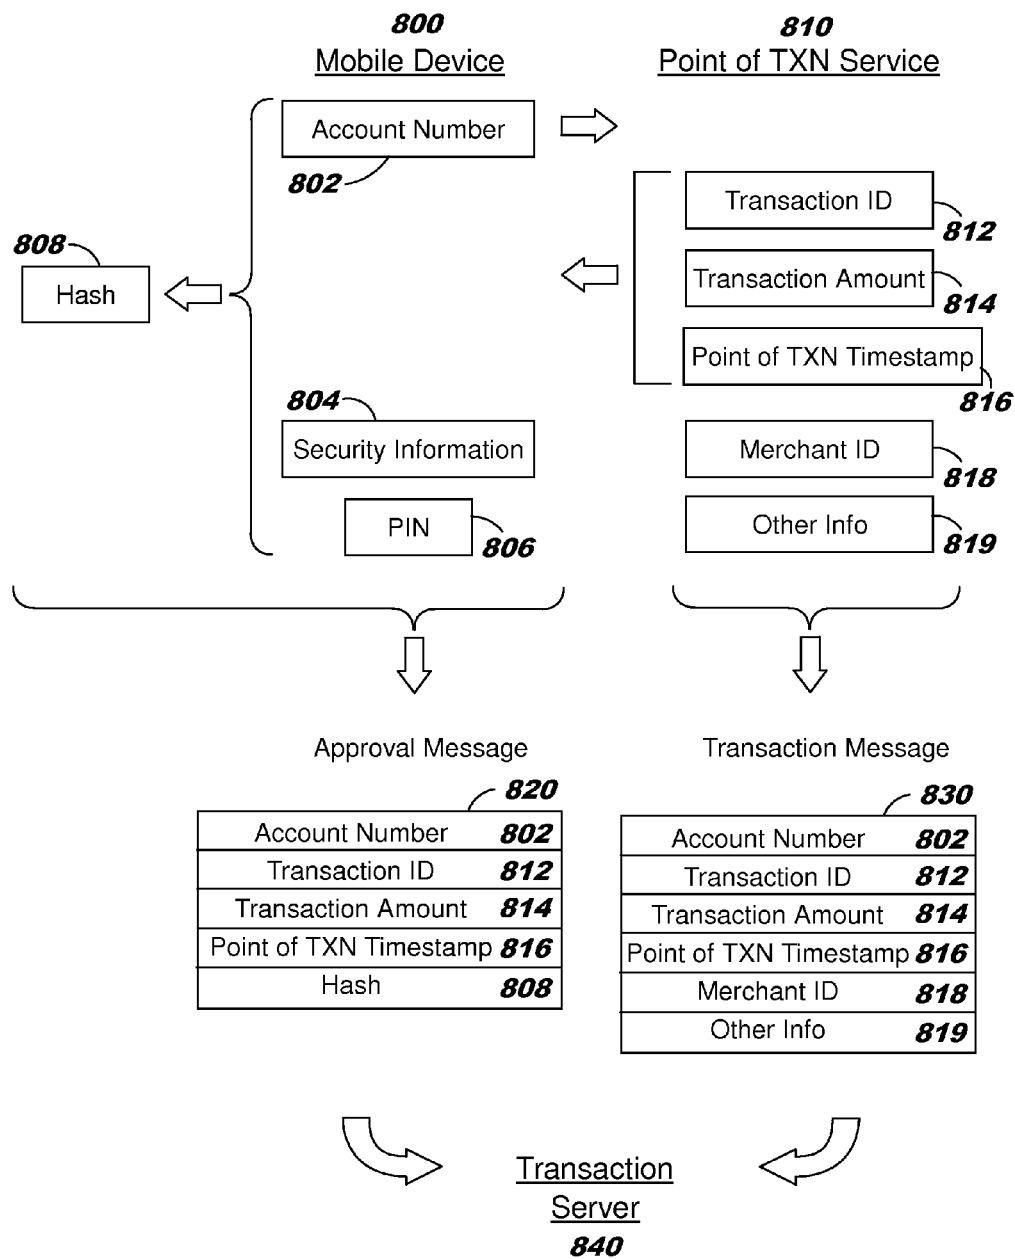 800
Mobile Device
810
Point of TXN Service
Account Number
802
Transaction ID
812
808
Hash
Transaction Amount
814
Point of TXN Timestamp
816
804
Security Information
Merchant ID
818
PIN
806
Other Info
819
Approval Message
820
Account Number 802
Transaction ID 812
Transaction Amount 814
Point of TXN Timestamp 816
Hash 808
Transaction Message
830
Account Number 802
Transaction ID 812
Transaction Amount 814
Point of TXN Timestamp 816
Merchant ID 818
Other Info 819
Transaction
Server
840